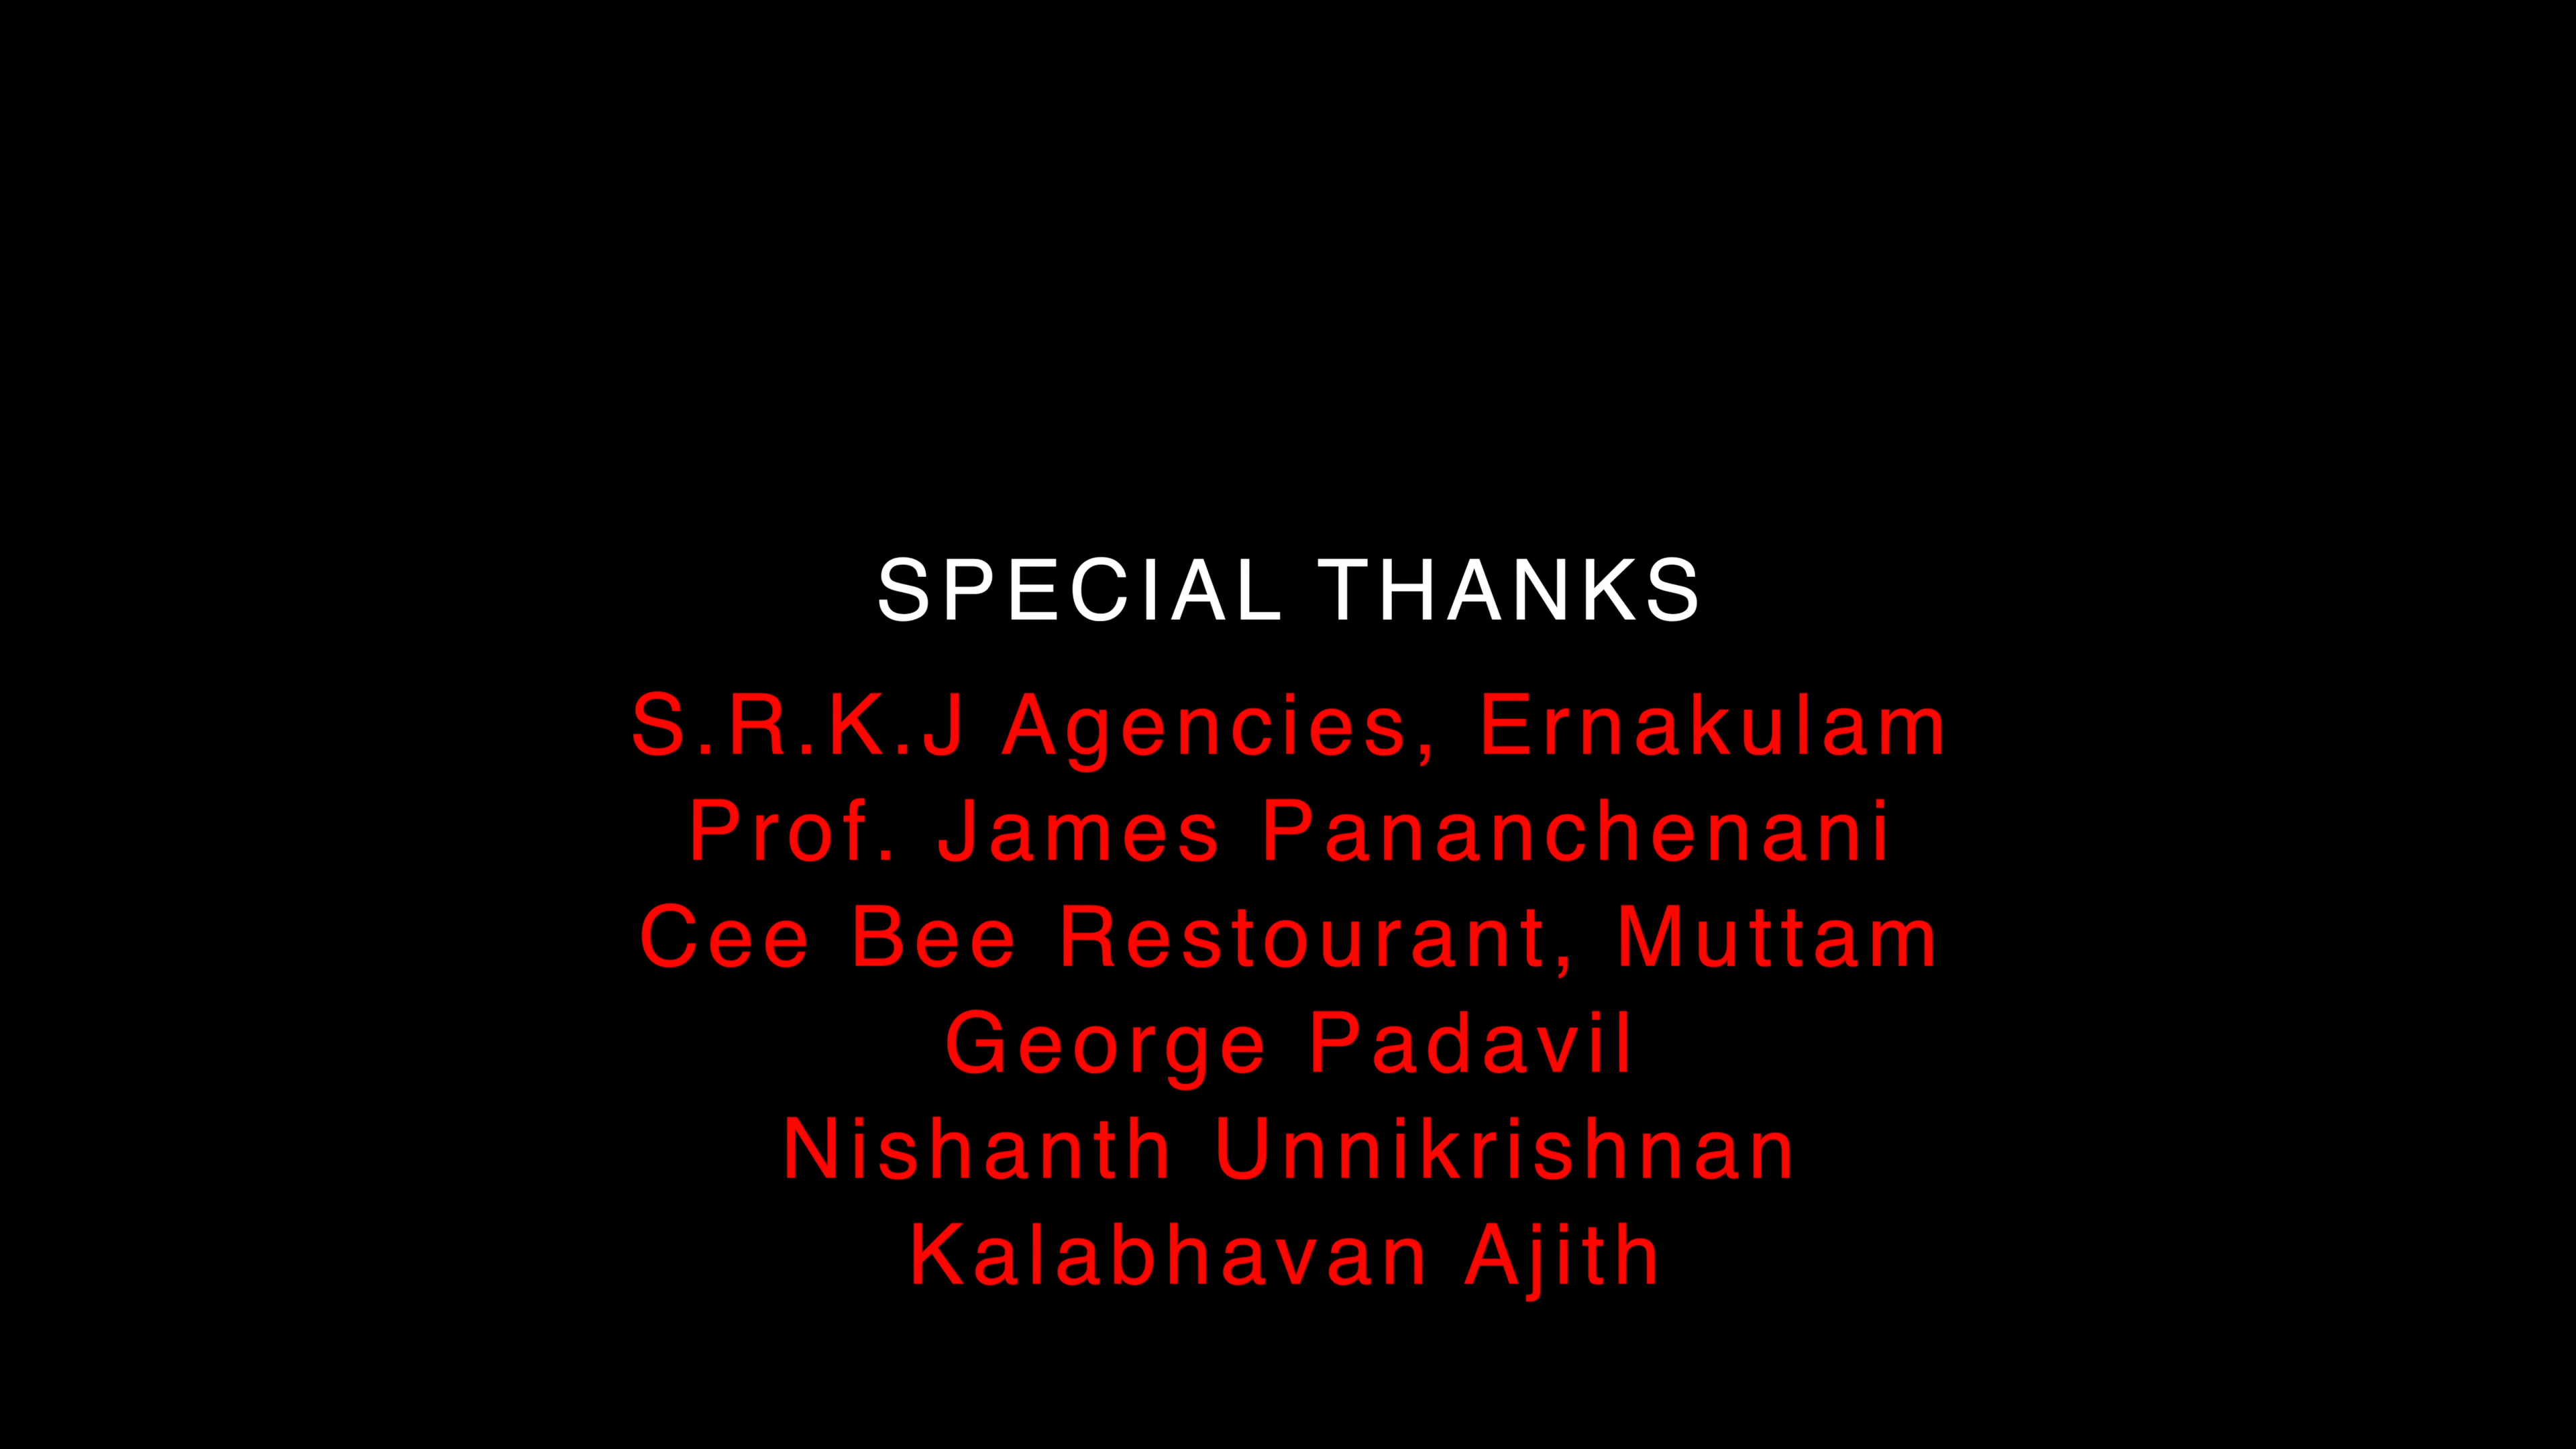 SPECIAL THANKS
S.R.K.J Agencies, Ernakulam
Prof. James Pananchenani
Cee Bee Restourant, Muttam
George Padavil
Nishanth Unnikrishnan
Kalabhavan Ajith